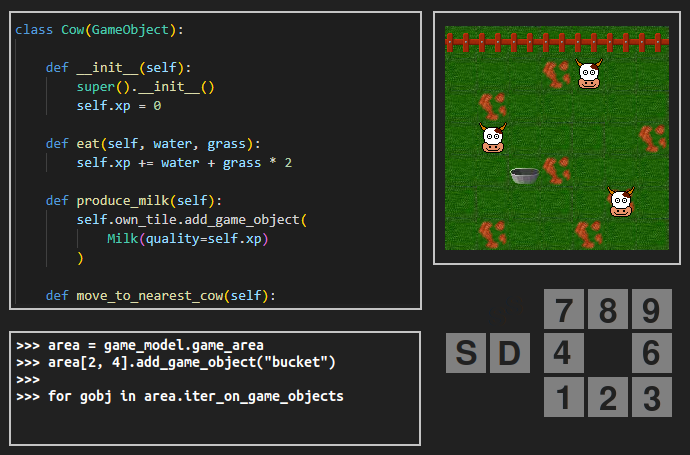 class Cow(GameObject):
def __init__(self):
super().__init__()
self.xp = 0
def eat(self, water, grass):
self.xp += water + grass * 2
def produce_milk(self):
self.own_tile.add_game_object(
Milk(quality=self.xp)
)
def move_to_nearest_cow(self):
>>> area = game_model.game_area
>>> area[2, 4].add_game_object("bucket")
>>>
>>> for gobj in area.iter_on_game_objects
7 8 9
S D 4 6
1 2 3